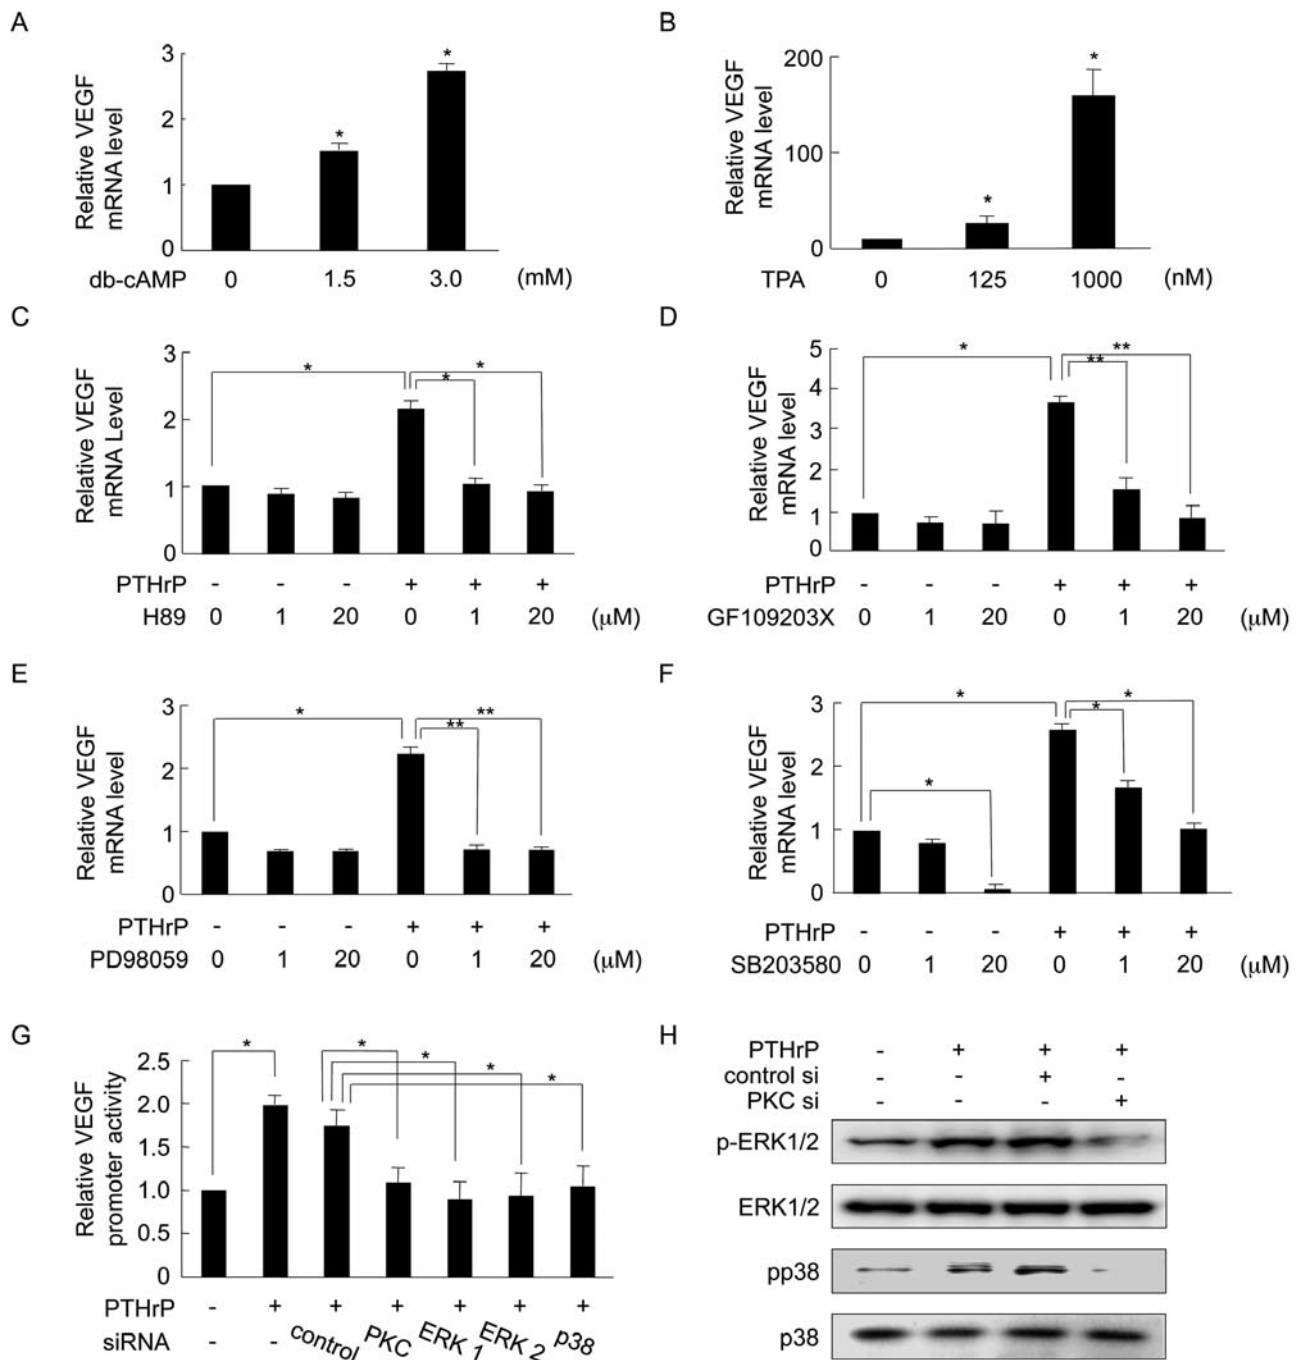 A
Relative VEGF
mRNA level
3
2
1
0
*
*
db-cAMP 0 1.5 3.0 (mM)
B
Relative VEGF
mRNA level
200
100
0
*
*
TPA 0 125 1000 (nM)
C
Relative VEGF
mRNA Level
3
2
1
0
* * *
PTHrP - - - + + +
H89 0 1 20 0 1 20 (μM)
D
Relative VEGF
mRNA level
5
4
3
2
1
0
* ** **
PTHrP - - - + + +
GF109203X 0 1 20 0 1 20 (μM)
E
Relative VEGF
mRNA level
3
2
1
0
* ** **
PTHrP - - - + + +
PD98059 0 1 20 0 1 20 (μM)
F
Relative VEGF
mRNA level
3
2
1
0
* * * *
PTHrP - - - + + +
SB203580 0 1 20 0 1 20 (μM)
G
Relative VEGF
promoter activity
2.5
2.0
1.5
1.0
0.5
0
* * * * *
PTHrP - + + + + + +
siRNA - - control PKC ERK 1 ERK 2 p38
H
PTHrP - + + +
control si - - + -
PKC si - - - +
p-ERK1/2
ERK1/2
pp38
p38